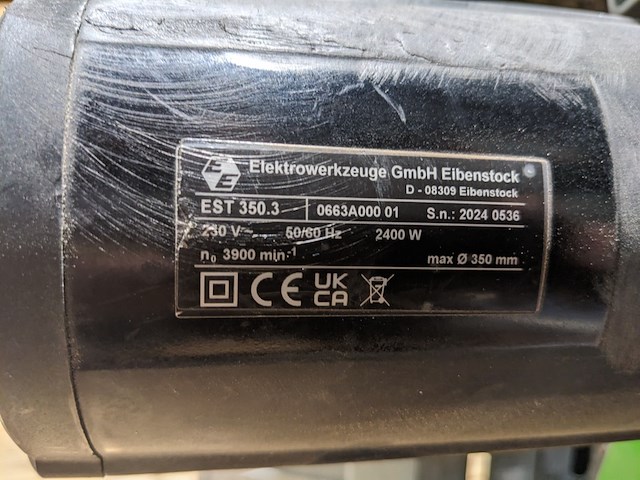 Elektrowerkzeuge GmbH Eibenstock
D - 08309 Eibenstock
EST 350.3 0663A000 01 S.n.: 2024 0536
230 V ~ 50/60 Hz 2400 W
n₀ 3900 min⁻¹ max Ø 350 mm
CE UK CA